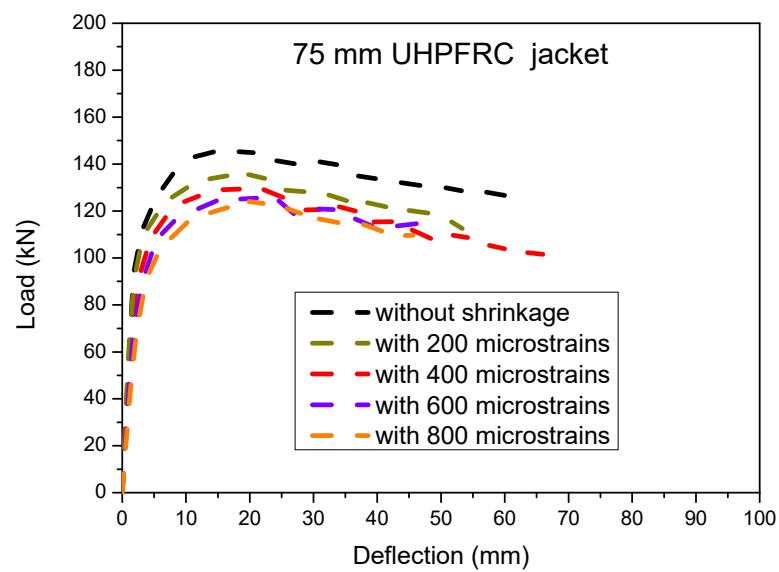 75 mm UHPFRC jacket
200
180
160
140
120
100
80
60
40
20
0
Load (kN)
without shrinkage
with 200 microstrains
with 400 microstrains
with 600 microstrains
with 800 microstrains
0 10 20 30 40 50 60 70 80 90 100
Deflection (mm)